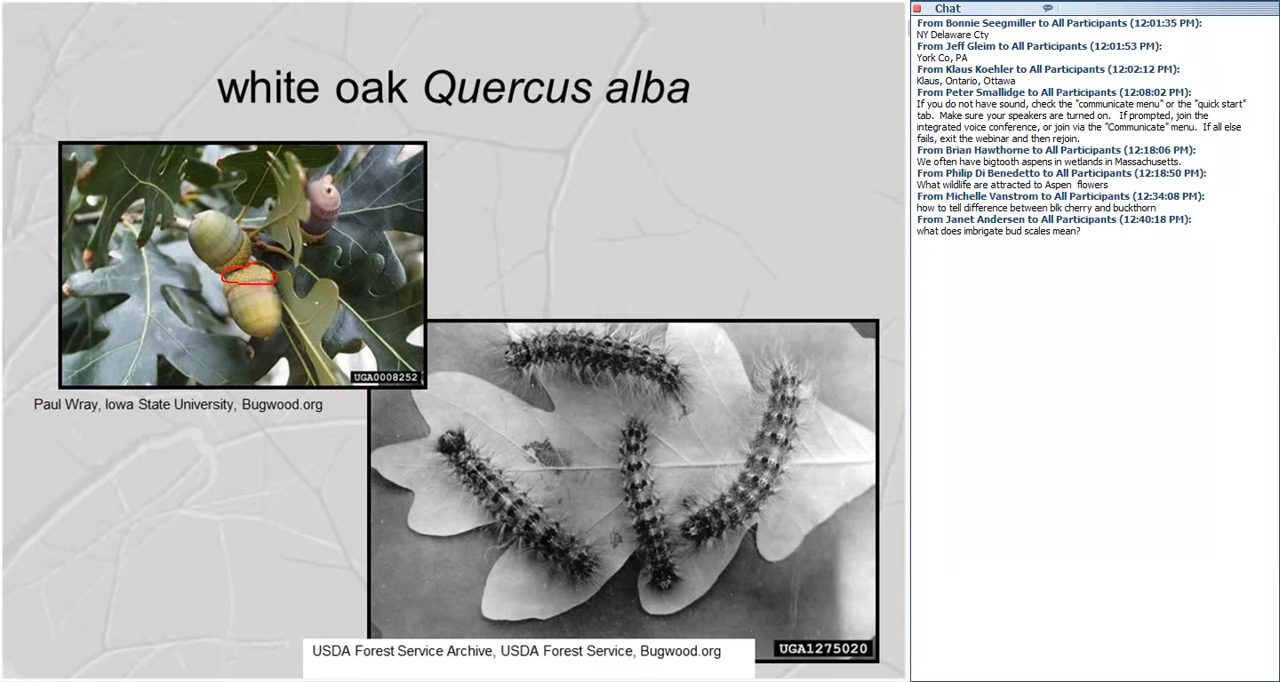 white oak Quercus alba
UGA0008252
Paul Wray, Iowa State University, Bugwood.org
USDA Forest Service Archive, USDA Forest Service, Bugwood.org
UGA1275020
Chat
From Bonnie Seegmiller to All Participants (12:01:35 PM):
NY Delaware Cty
From Jeff Gleim to All Participants (12:01:53 PM):
York Co, PA
From Klaus Koehler to All Participants (12:02:12 PM):
Klaus, Ontario, Ottawa
From Peter Smallidge to All Participants (12:08:02 PM):
If you do not have sound, check the "communicate menu" or the "quick start"
tab. Make sure your speakers are turned on. If prompted, join the
integrated voice conference, or join via the "Communicate" menu. If all else
fails, exit the webinar and then rejoin.
From Brian Hawthorne to All Participants (12:18:06 PM):
We often have bigtooth aspens in wetlands in Massachusetts.
From Philip Di Benedetto to All Participants (12:18:50 PM):
What wildlife are attracted to Aspen flowers
From Michelle Vanstrom to All Participants (12:34:08 PM):
how to tell difference between blk cherry and buckthorn
From Janet Andersen to All Participants (12:40:18 PM):
what does imbrigate bud scales mean?